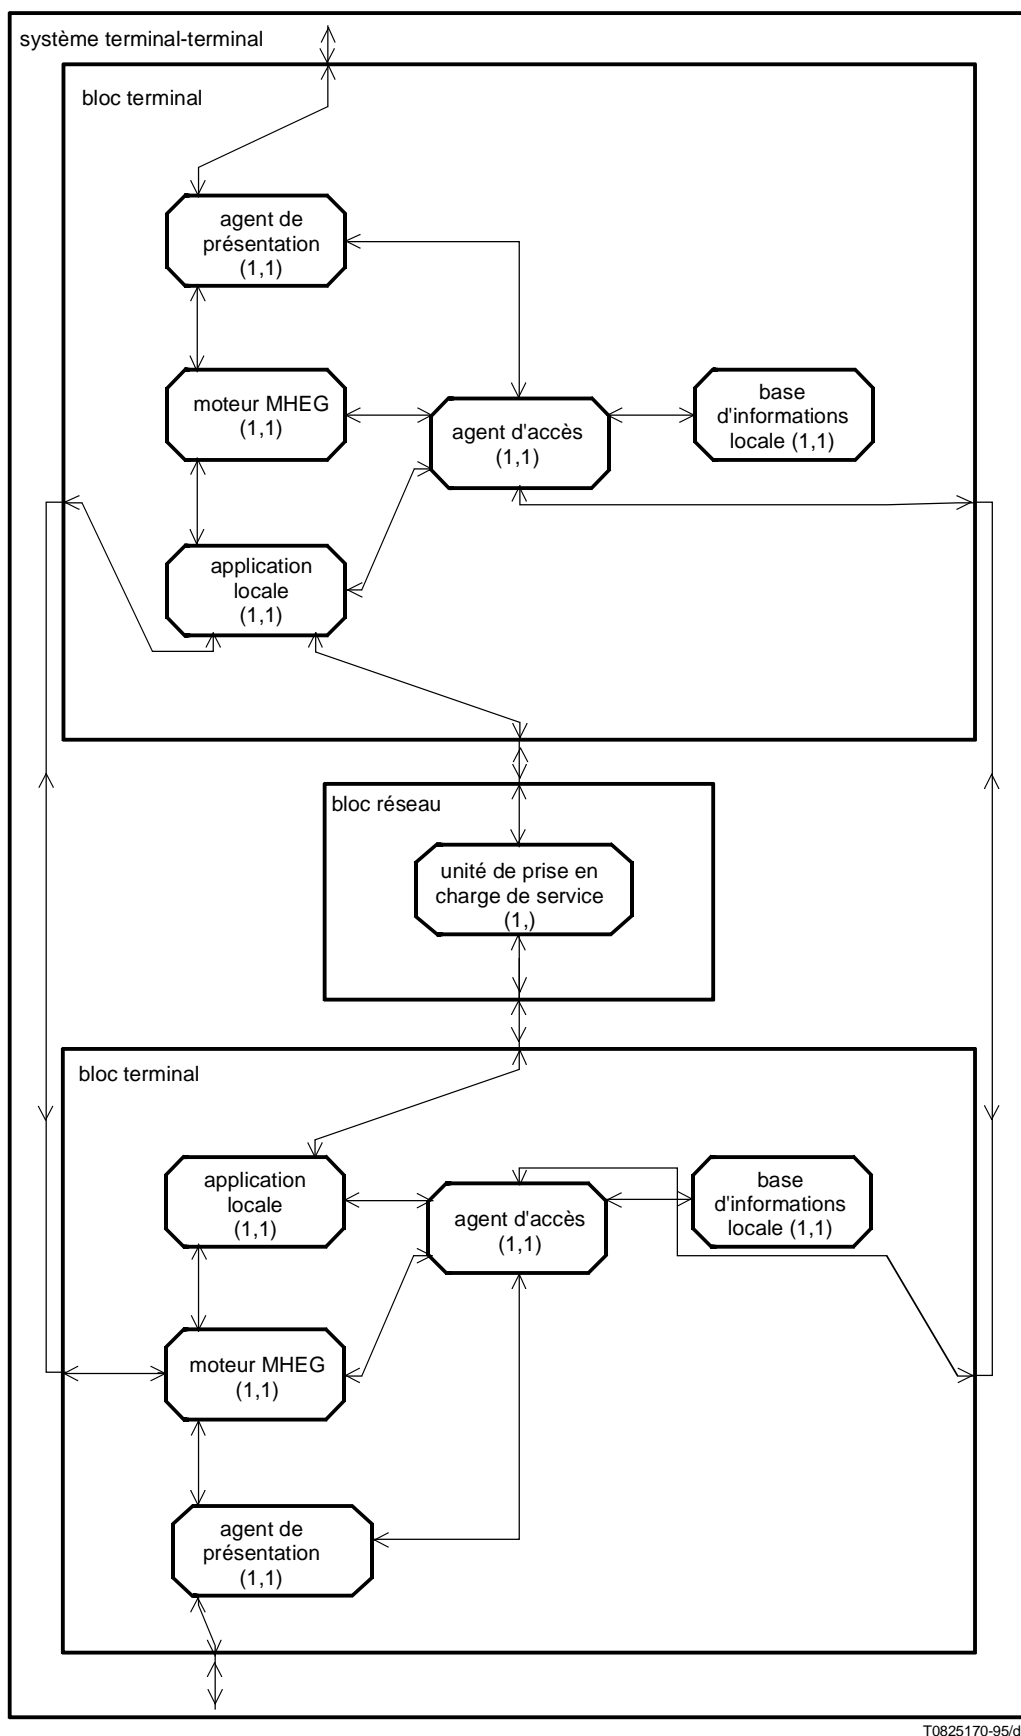 système terminal-terminal
bloc terminal
agent de
présentation
(1,1)
moteur MHEG
(1,1)
agent d'accès
(1,1)
base
d'informations
locale (1,1)
application
locale
(1,1)
bloc réseau
unité de prise en
charge de service
(1,)
bloc terminal
application
locale
(1,1)
agent d'accès
(1,1)
base
d'informations
locale (1,1)
moteur MHEG
(1,1)
agent de
présentation
(1,1)
T0825170-95/d